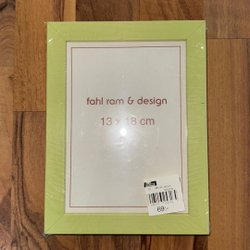 fahl ram & design
13 x 18 cm
69:-